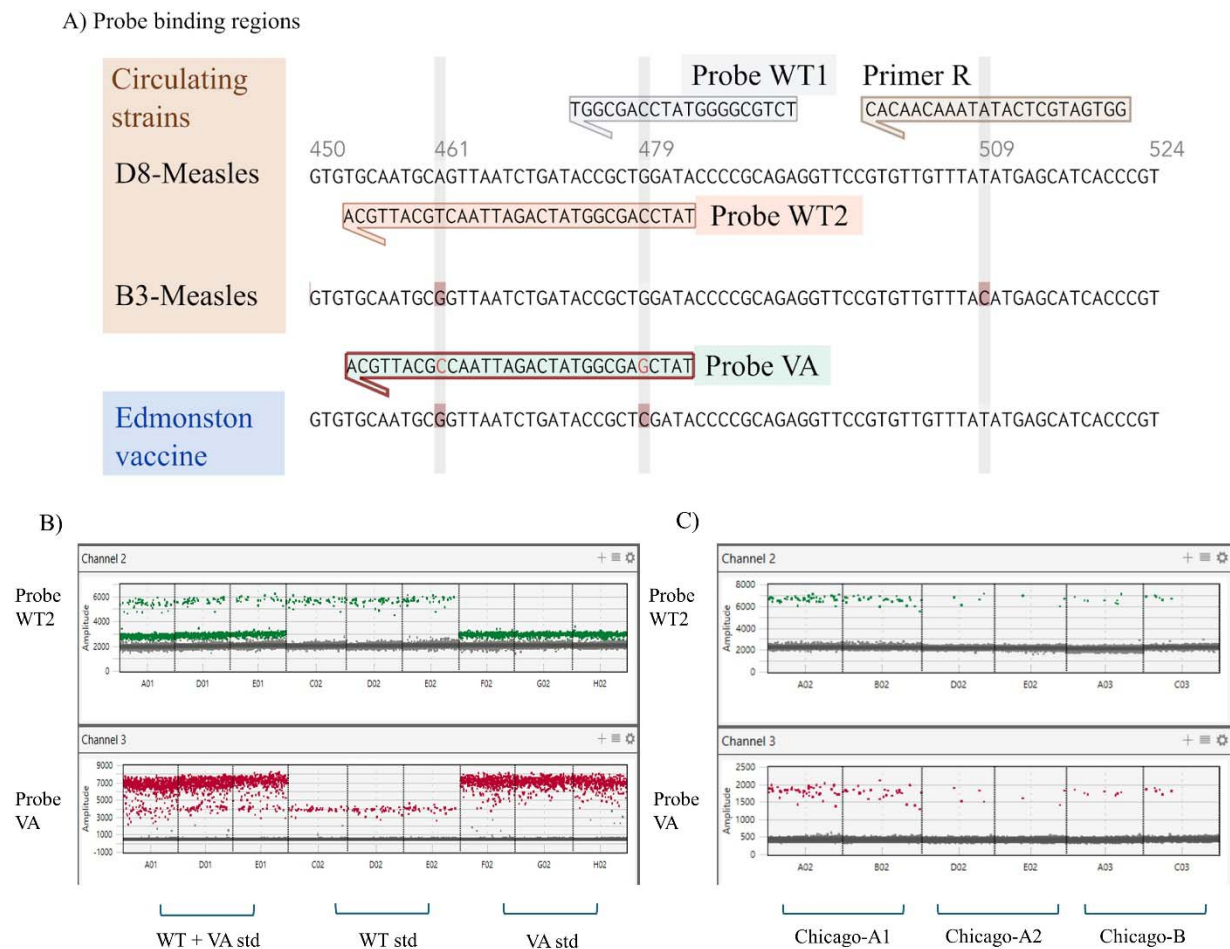 A) Probe binding regions
Circulating strains
Probe WT1
Primer R
TGGCGACCTATGGGGCGTCT
CACAACAAATATACTCGTAGTGG
450 461 479 509 524
D8-Measles
GTGTGCAATGCAGTTAATCTGATACCGCTGGATACCCCGCAGAGGTTCCGTGTTGTTTATATGAGCATCACCCGT
ACGTTACGTCAATTAGACTATGGCGACCTAT Probe WT2
B3-Measles
GTGTGCAATGCGGTTAATCTGATACCGCTGGATACCCCGCAGAGGTTCCGTGTTGTTTACATGAGCATCACCCGT
ACGTTACGCCAATTAGACTATGGCGAGCTAT Probe VA
Edmonston vaccine
GTGTGCAATGCGGTTAATCTGATACCGCTCGATACCCCGCAGAGGTTCCGTGTTGTTTATATGAGCATCACCCGT
B)
Channel 2
Probe WT2
Amplitude
6000
4000
2000
0
A01 D01 E01 C02 D02 E02 F02 G02 H02
Channel 3
Probe VA
Amplitude
9000
7000
5000
3000
1000
-1000
A01 D01 E01 C02 D02 E02 F02 G02 H02
WT + VA std WT std VA std
C)
Channel 2
Probe WT2
Amplitude
8000
6000
4000
2000
0
A02 B02 D02 E02 A03 C03
Channel 3
Probe VA
Amplitude
2500
2000
1500
1000
500
0
A02 B02 D02 E02 A03 C03
Chicago-A1 Chicago-A2 Chicago-B